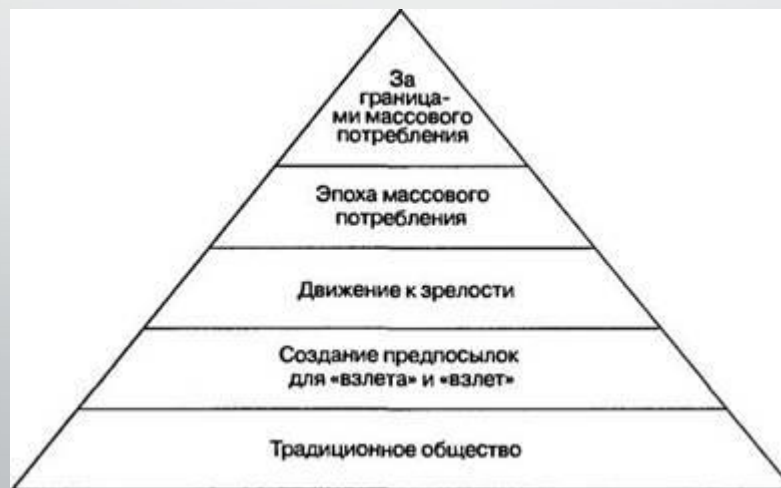 За
граница-
ми массового
потребления
Эпоха массового
потребления
Движение к зрелости
Создание предпосылок
для «взлета» и «взлет»
Традиционное общество